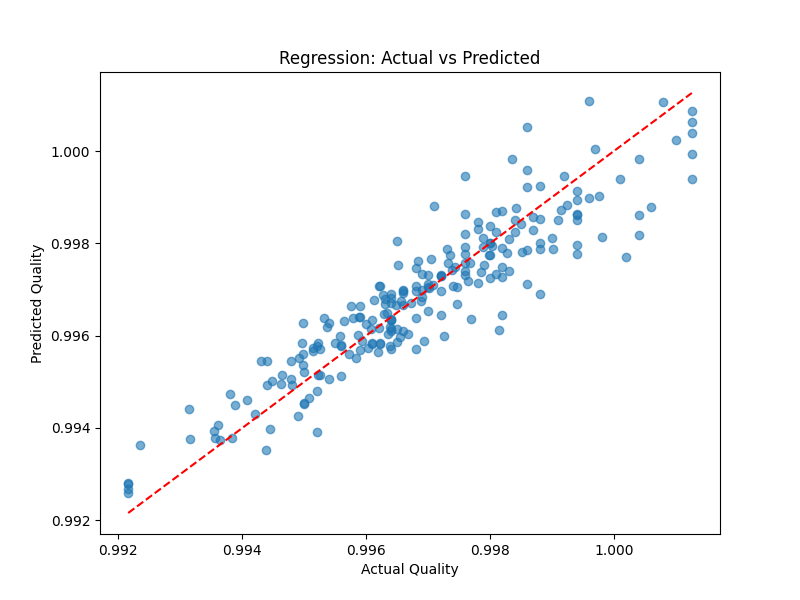 Regression: Actual vs Predicted
1.000
0.998
0.996
0.994
0.992
Predicted Quality
0.992 0.994 0.996 0.998 1.000
Actual Quality